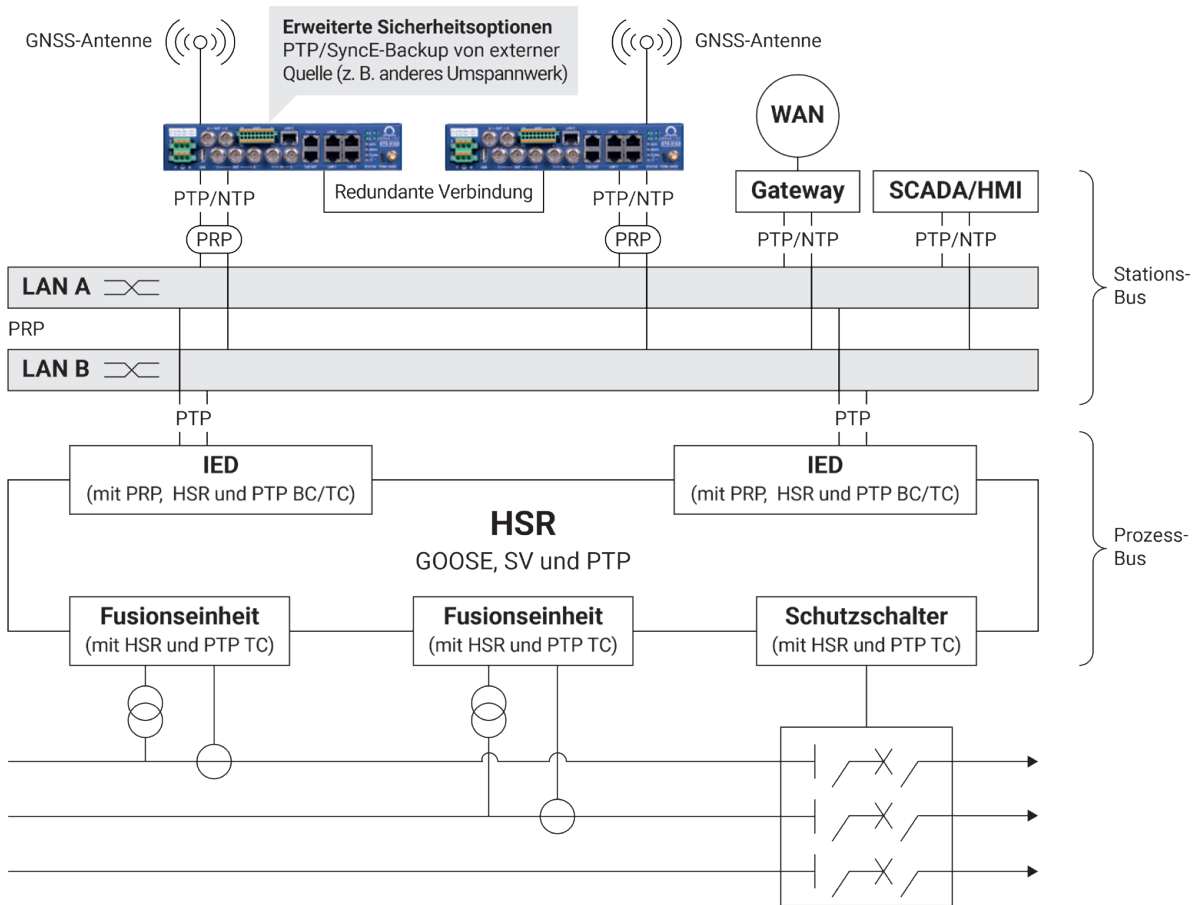 GNSS-Antenne
Erweiterte Sicherheitsoptionen
PTP/SyncE-Backup von externer
Quelle (z. B. anderes Umspannwerk)
GNSS-Antenne
WAN
PTP/NTP
Redundante Verbindung
PTP/NTP
Gateway
SCADA/HMI
PRP
PRP
PTP/NTP
PTP/NTP
LAN A
Stations-
Bus
PRP
LAN B
PTP
PTP
IED
(mit PRP, HSR und PTP BC/TC)
IED
(mit PRP, HSR und PTP BC/TC)
HSR
GOOSE, SV und PTP
Prozess-
Bus
Fusionseinheit
(mit HSR und PTP TC)
Fusionseinheit
(mit HSR und PTP TC)
Schutzschalter
(mit HSR und PTP TC)